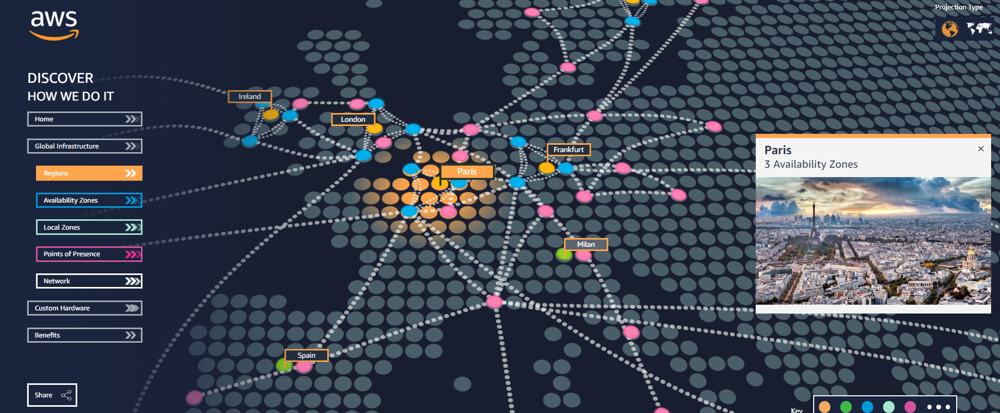 aws
Projection Type
DISCOVER
HOW WE DO IT
Home
Global Infrastructure
Regions
Availability Zones
Local Zones
Points of Presence
Network
Custom Hardware
Benefits
Share
Ireland
London
Frankfurt
Paris
Milan
Spain
Paris
3 Availability Zones
Key